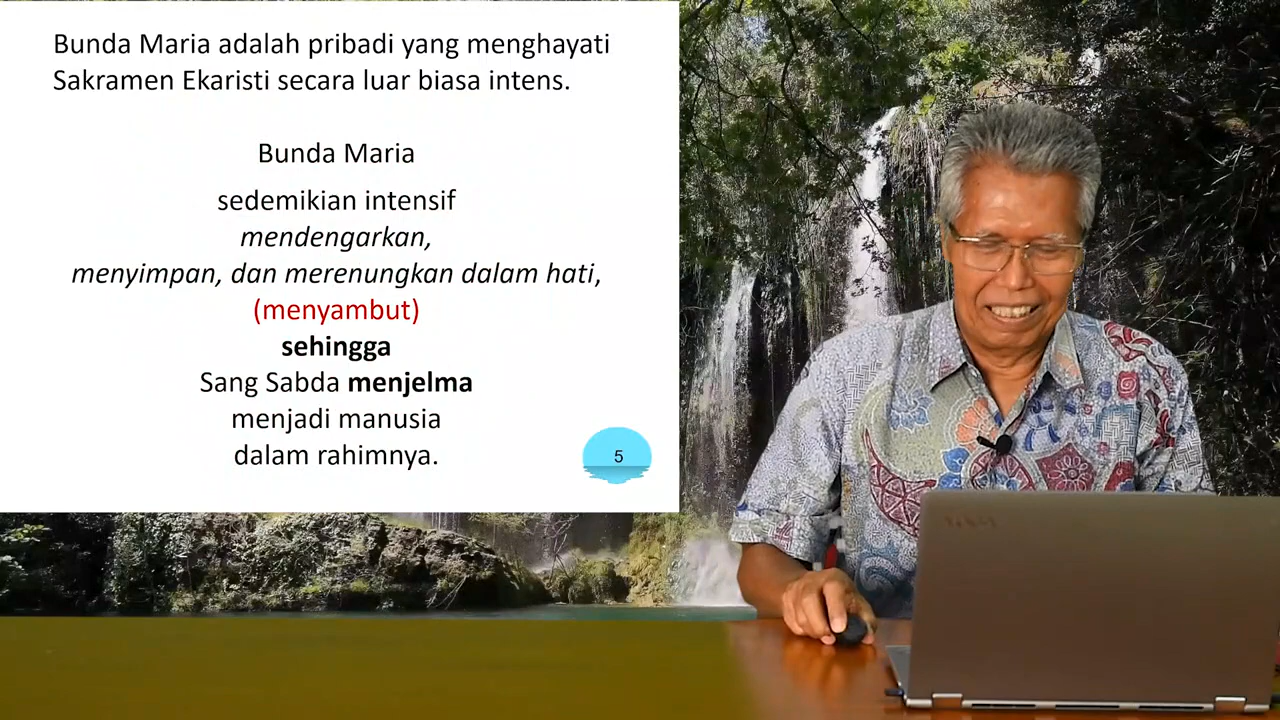 Bunda Maria adalah pribadi yang menghayati
Sakramen Ekaristi secara luar biasa intens.
Bunda Maria
sedemikian intensif
mendengarkan,
menyimpan, dan merenungkan dalam hati,
(menyambut)
sehingga
Sang Sabda menjelma
menjadi manusia
dalam rahimnya.
5